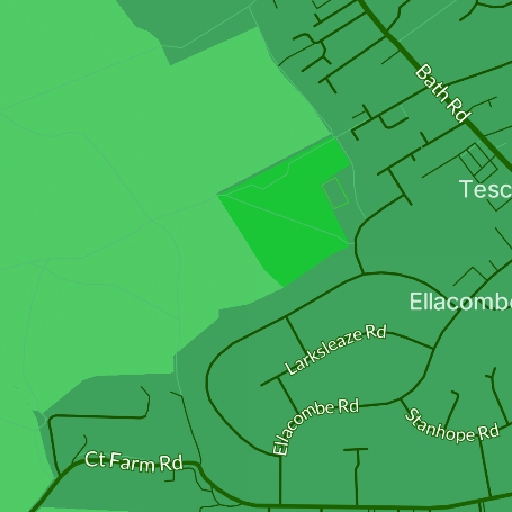 Bath Rd
Tesc
Ellacombe
Larksleaze Rd
Ellacombe Rd
Stanhope Rd
Ct Farm Rd